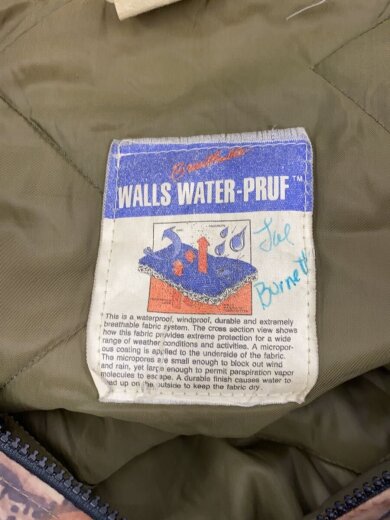 WALLS WATER-PRUF™
Burnett
This is a waterproof, windproof, durable and extremely
breathable fabric system. The cross section view shows
how this fabric provides extreme protection for a wide
range of weather conditions and activities. A micropor-
ous coating is applied to the underside of the fabric.
The micropores are small enough to block out wind
and rain, yet large enough to permit perspiration vapor
molecules to escape. A durable finish causes water to
bead up on the outside to keep the fabric dry.